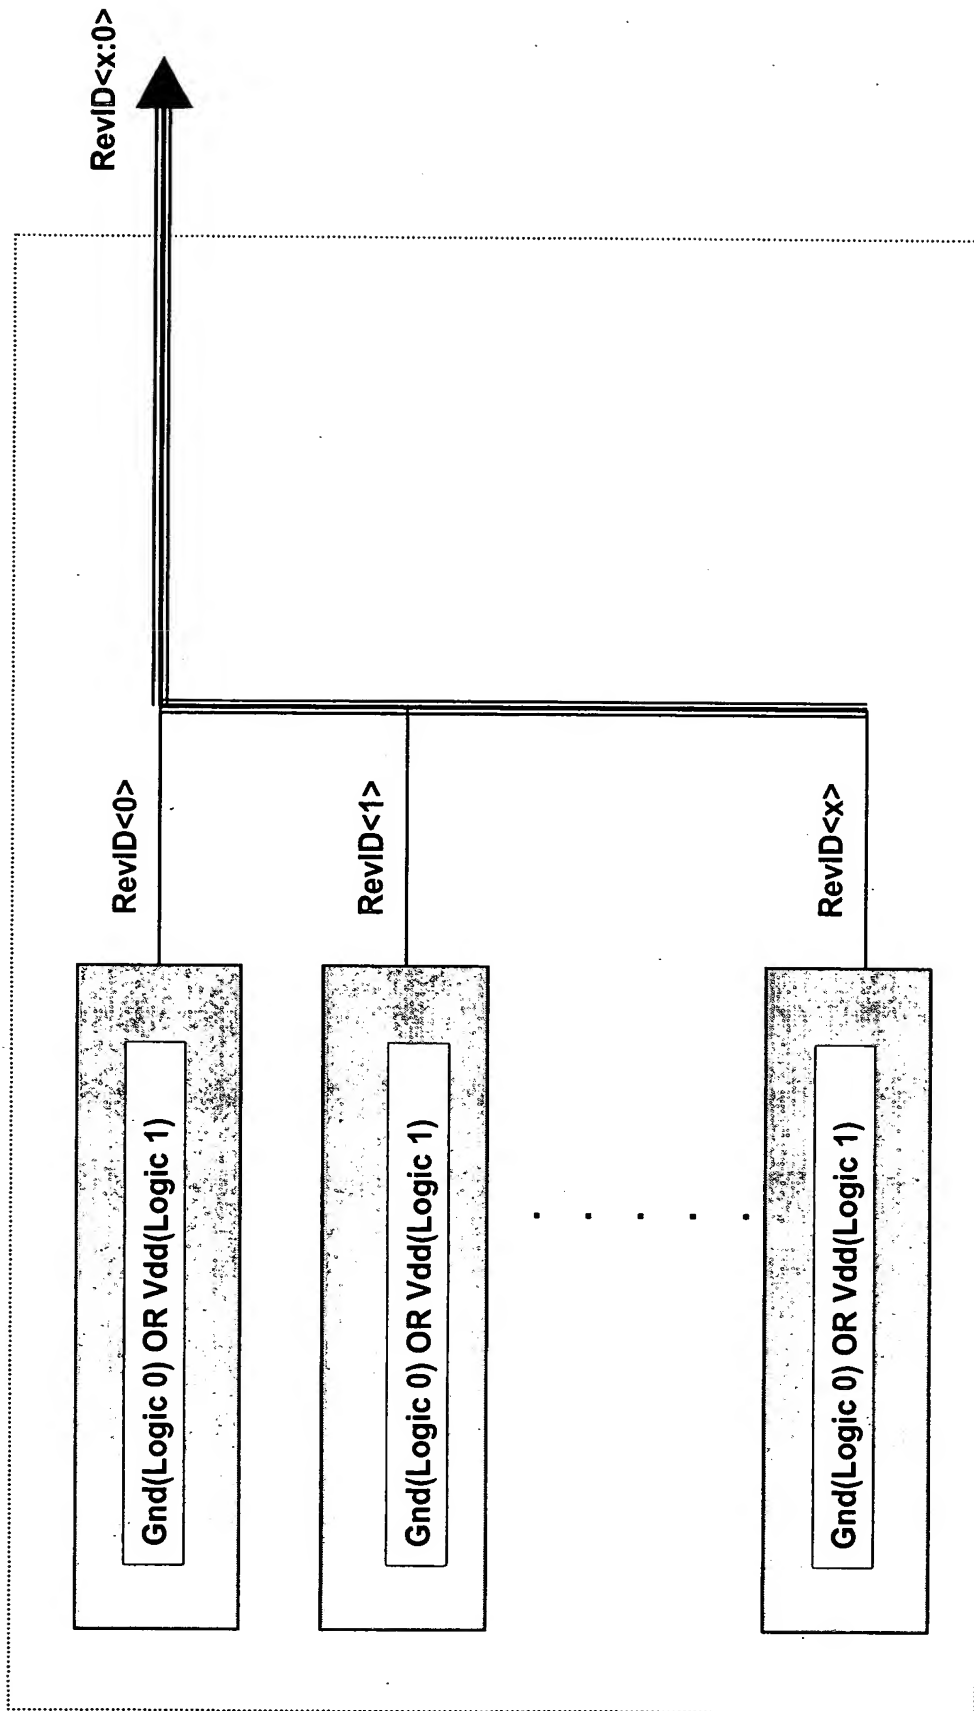 RevID<x:0>
RevID<0>
Gnd(Logic 0) OR Vdd(Logic 1)
RevID<1>
Gnd(Logic 0) OR Vdd(Logic 1)
RevID<x>
Gnd(Logic 0) OR Vdd(Logic 1)